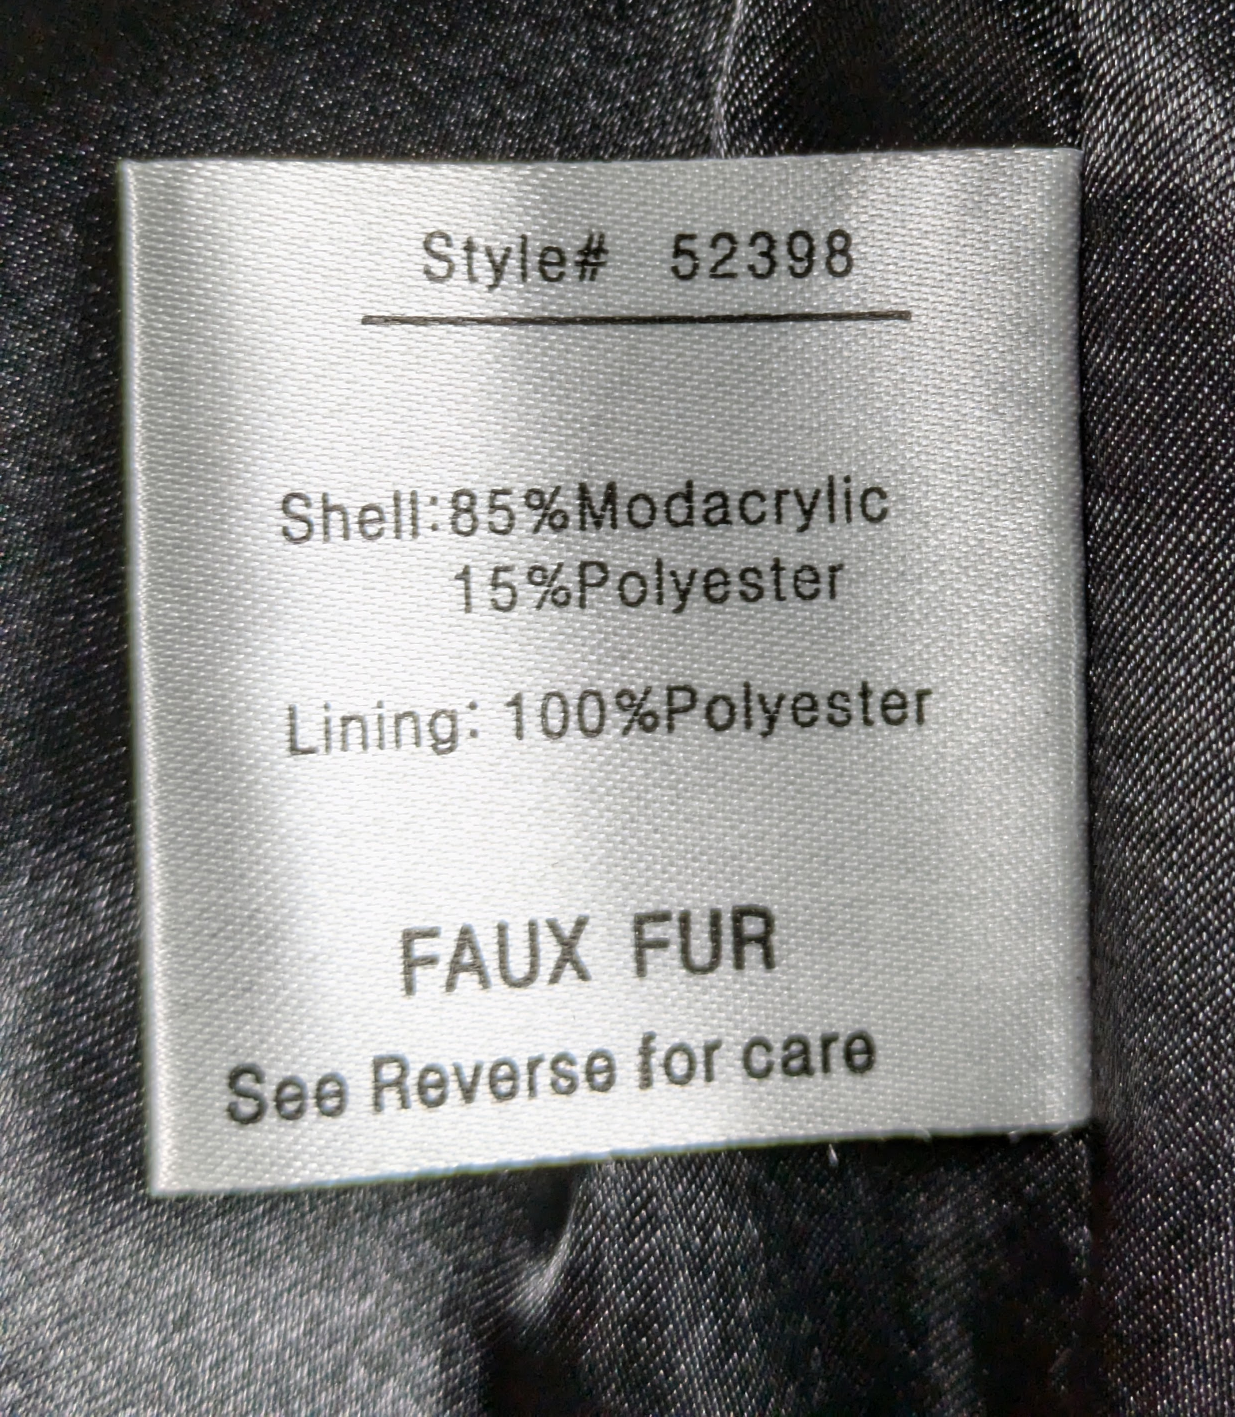 Style# 52398
Shell:85%Modacrylic
15%Polyester
Lining: 100%Polyester
FAUX FUR
See Reverse for care